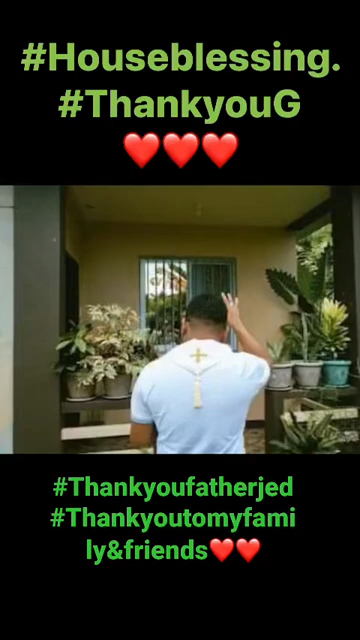 #Houseblessing.
#ThankyouG
❤️❤️❤️
#Thankyoufatherjed
#Thankyoutomyfami
ly&friends❤️❤️